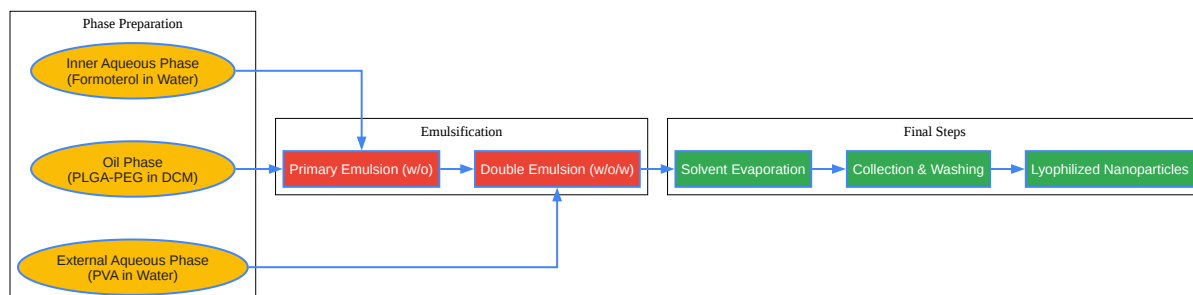 Phase Preparation
Inner Aqueous Phase
(Formoterol in Water)
Oil Phase
(PLGA-PEG in DCM)
External Aqueous Phase
(PVA in Water)
Emulsification
Primary Emulsion (w/o)
Double Emulsion (w/o/w)
Final Steps
Solvent Evaporation
Collection & Washing
Lyophilized Nanoparticles